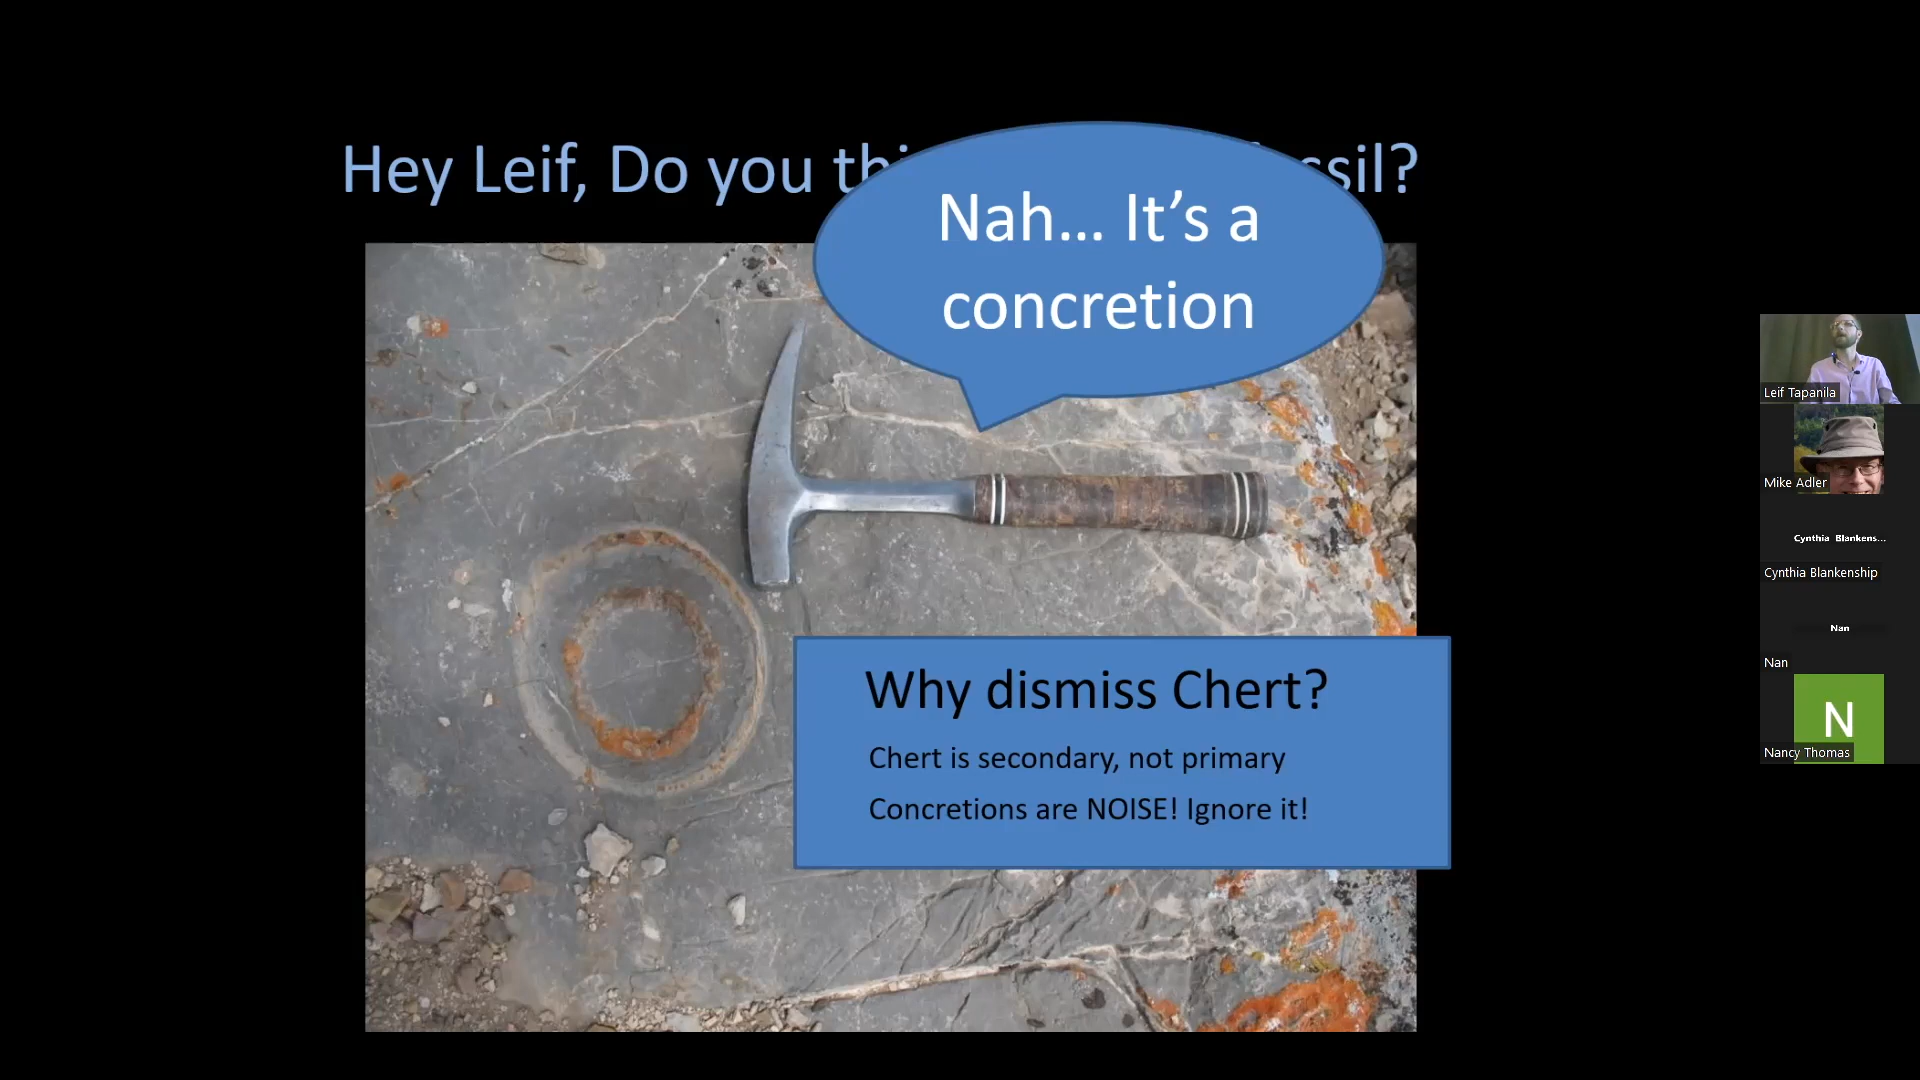 Hey Leif, Do you thi ssil?
Nah... It's a
concretion
Why dismiss Chert?
Chert is secondary, not primary
Concretions are NOISE! Ignore it!
Leif Tapanila
Mike Adler
Cynthia Blankens...
Cynthia Blankenship
Nan
Nan
N
Nancy Thomas